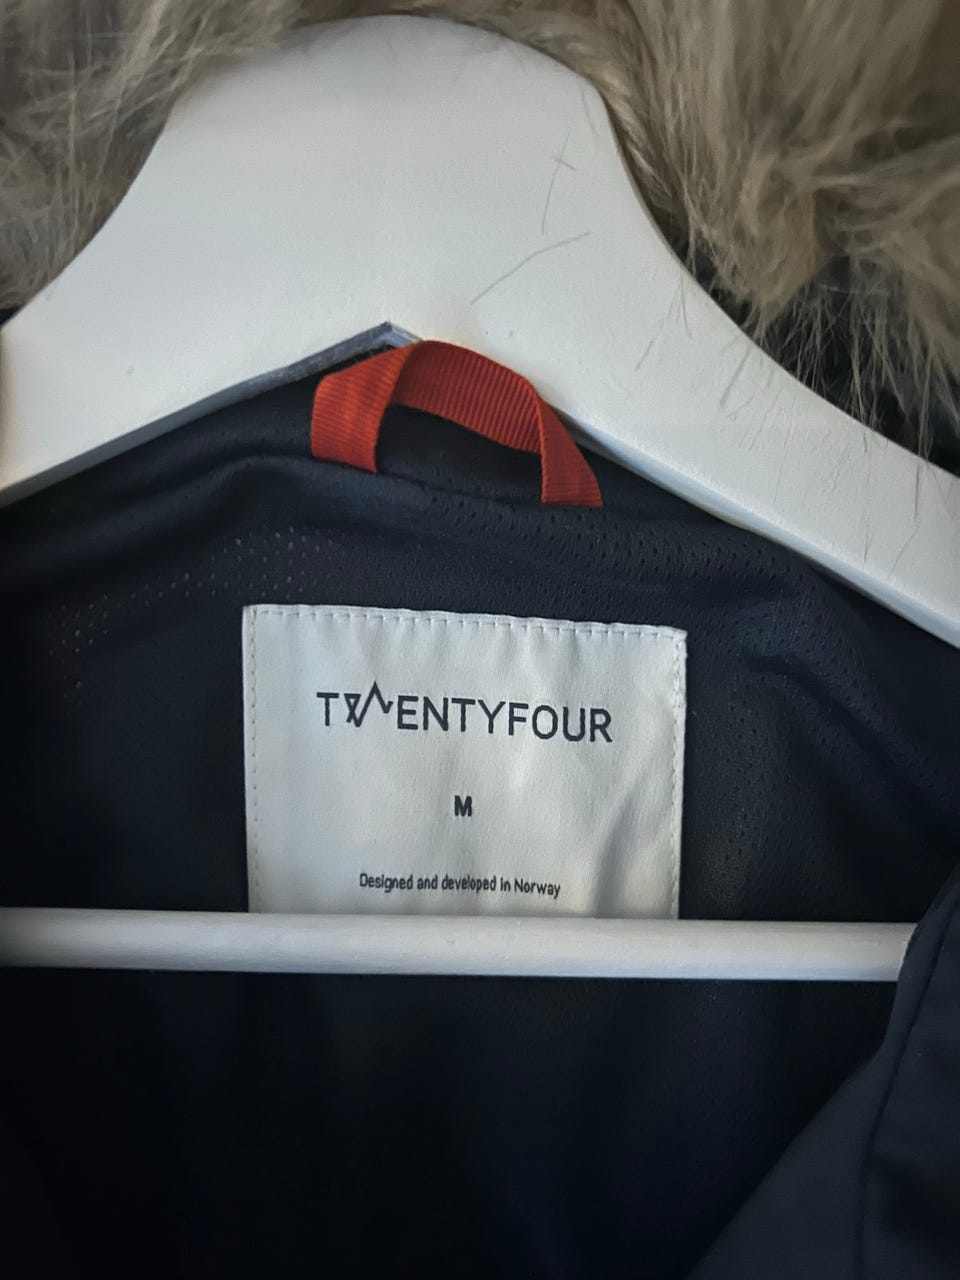 TWENTYFOUR
M
Designed and developed in Norway